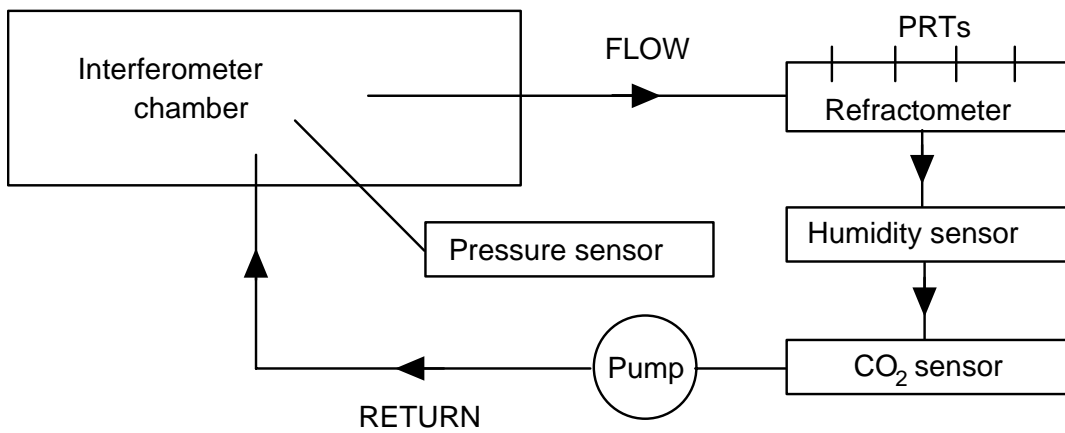 Interferometer
chamber
FLOW
PRTs
Refractometer
Humidity sensor
Pressure sensor
CO₂ sensor
Pump
RETURN